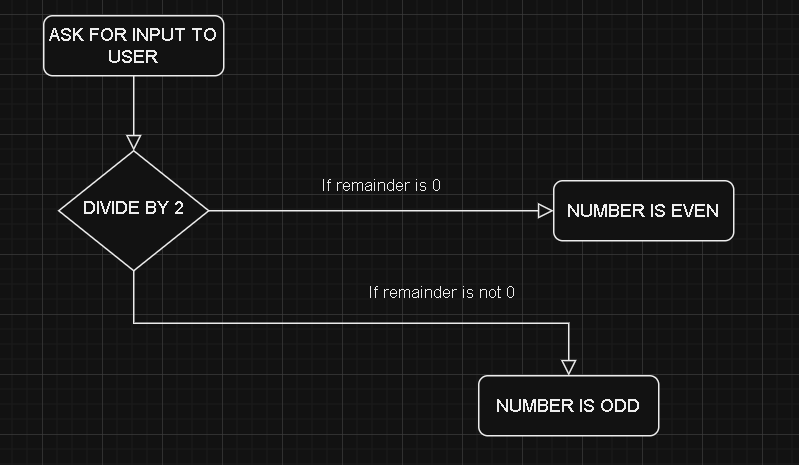 ASK FOR INPUT TO
USER
If remainder is 0
DIVIDE BY 2
NUMBER IS EVEN
If remainder is not 0
NUMBER IS ODD